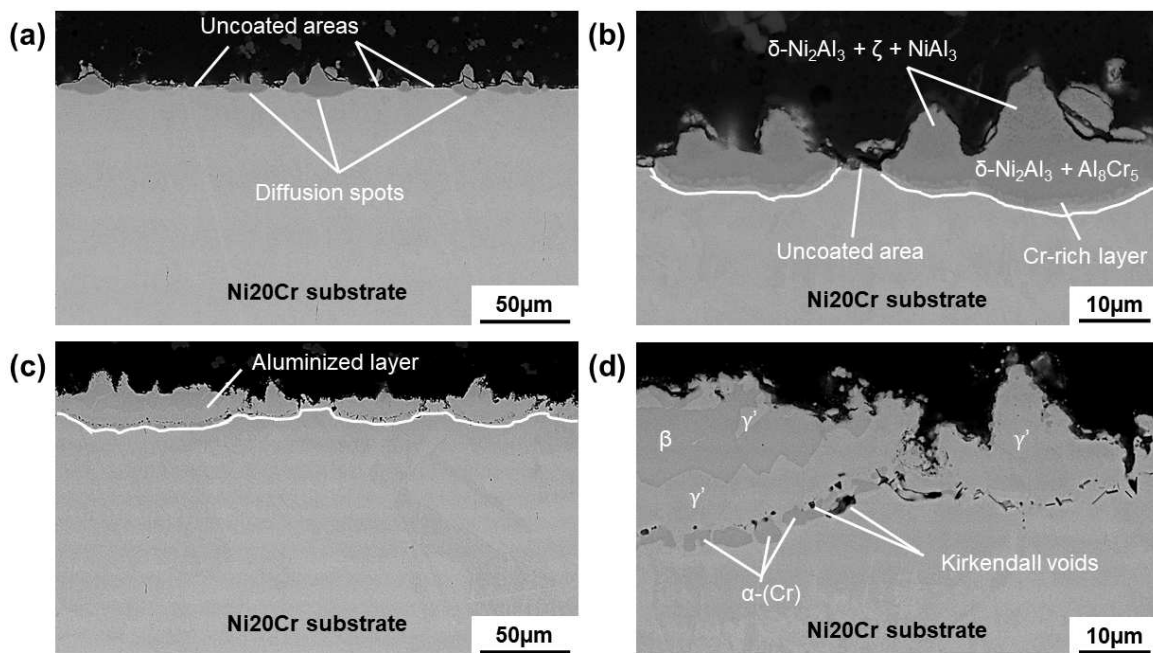 (a)
Uncoated areas
Diffusion spots
Ni20Cr substrate
50µm
(b)
δ-Ni₂Al₃ + ζ + NiAl₃
δ-Ni₂Al₃ + Al₈Cr₅
Uncoated area
Cr-rich layer
Ni20Cr substrate
10µm
(c)
Aluminized layer
Ni20Cr substrate
50µm
(d)
γ'
β
γ'
γ'
Kirkendall voids
α-(Cr)
Ni20Cr substrate
10µm